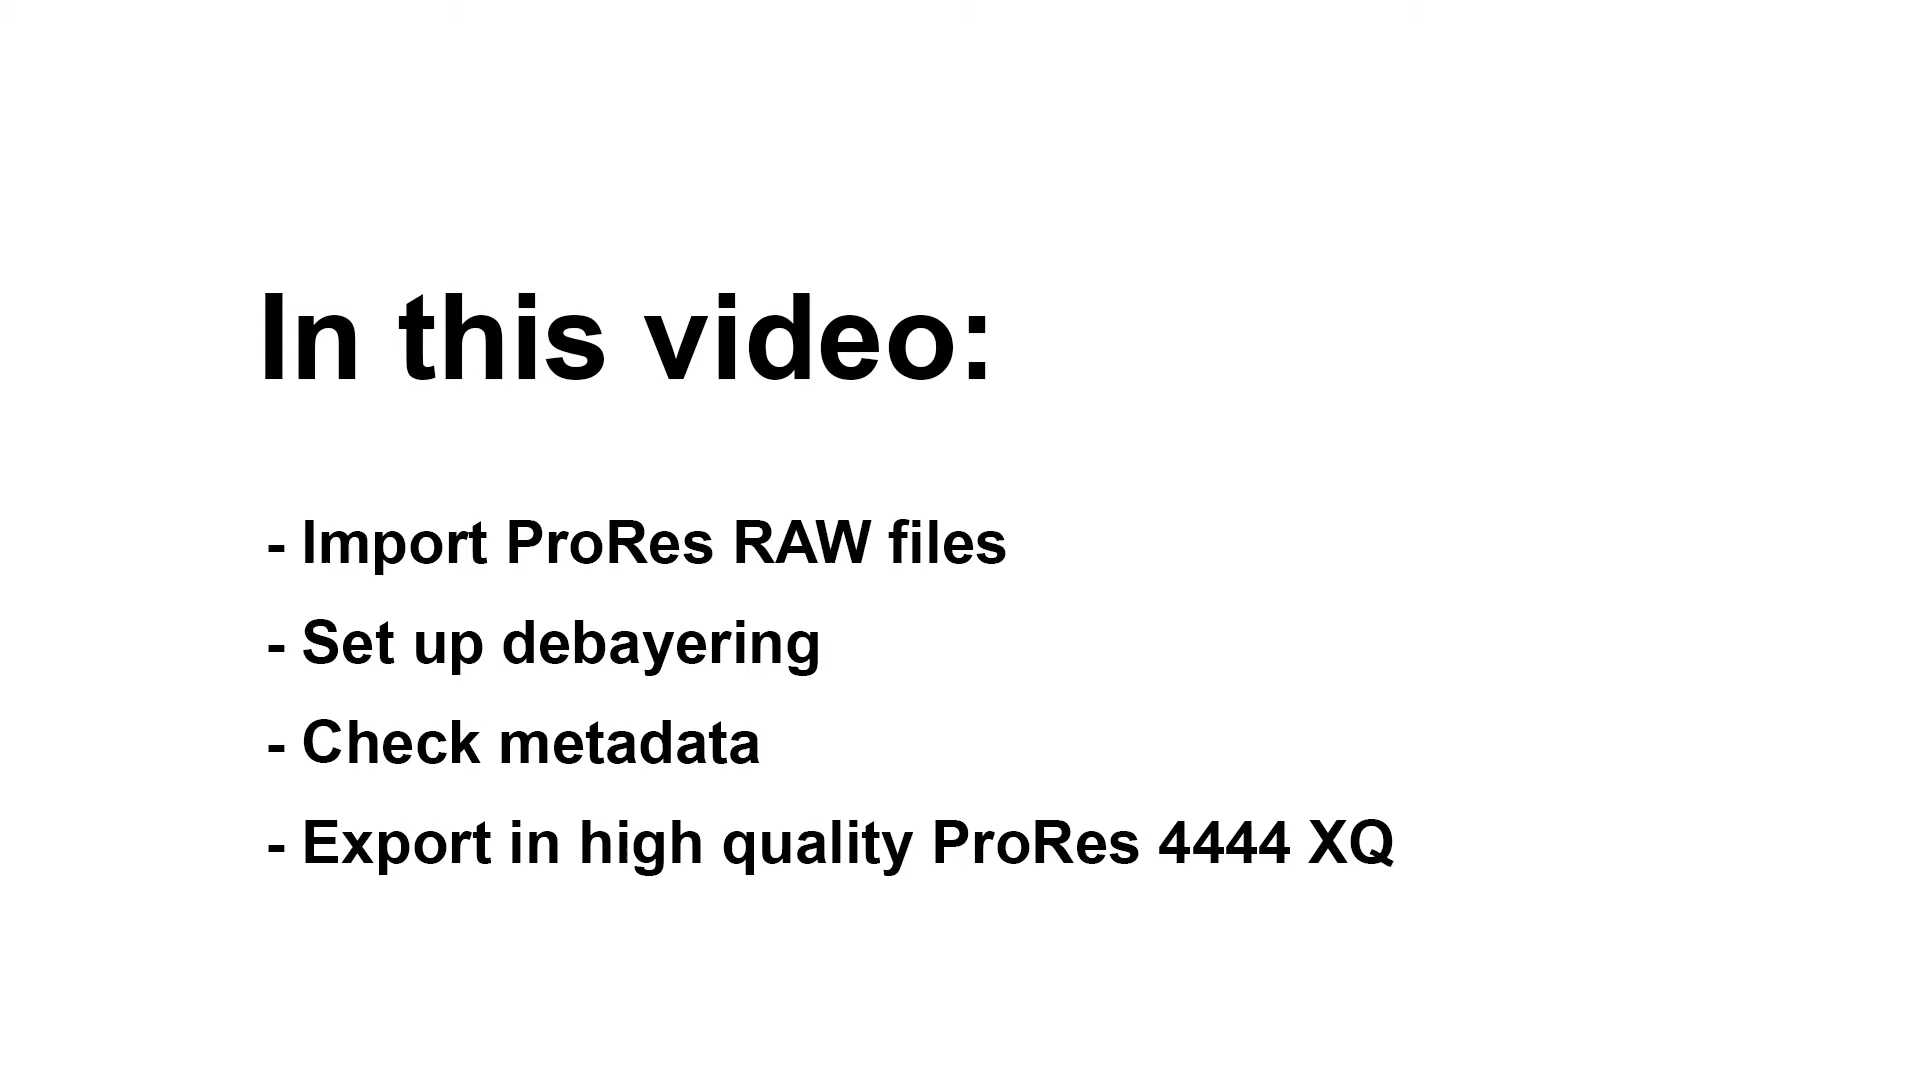 In this video:
- Import ProRes RAW files
- Set up debayering
- Check metadata
- Export in high quality ProRes 4444 XQ